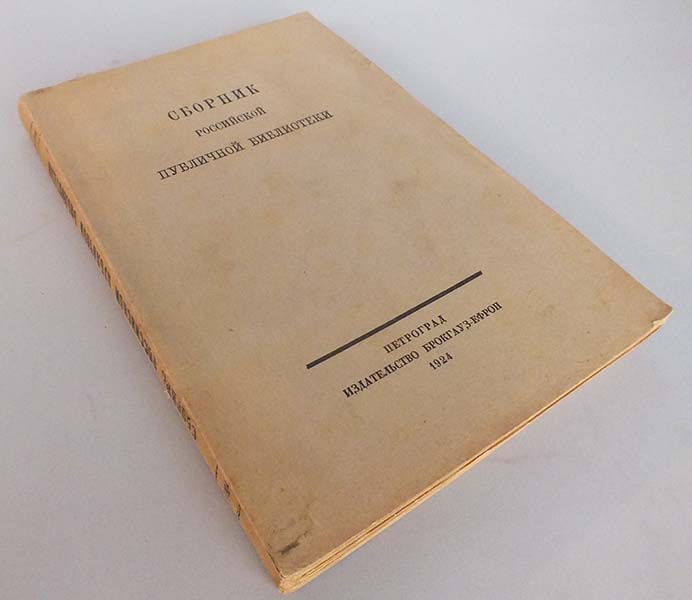 СБОРНИК
РОССИЙСКОЙ
ПУБЛИЧНОЙ БИБЛИОТЕКИ
ПЕТРОГРАД
ИЗДАТЕЛЬСТВО БРОКГАУЗ-ЕФРОН
1924